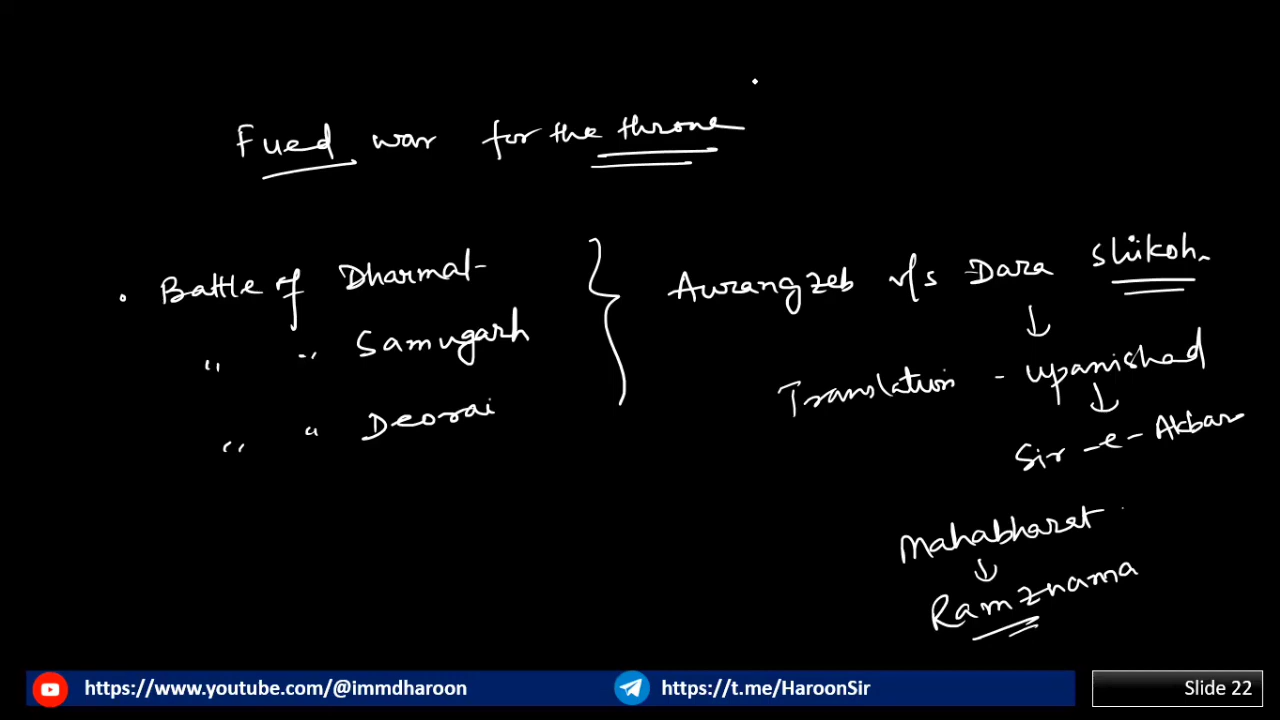 Fued war for the throne
• Battle of Dharmat
" " Samugarh
" " Deorai
Aurangzeb v/s Dara Shikoh.
↓
Translation - Upanishad
↓
Sir-e-Akbar
Mahabharat
↓
Ramznama
https://www.youtube.com/@immdharoon
https://t.me/HaroonSir
Slide 22